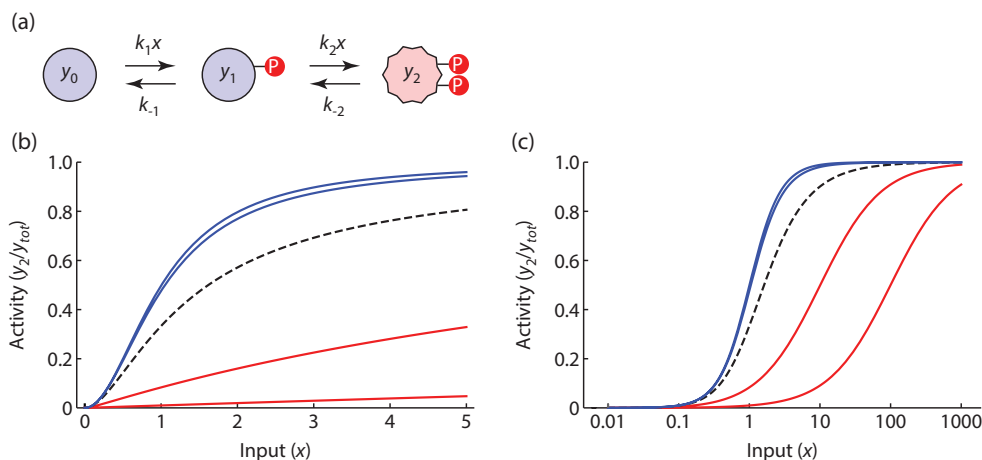 (a)
k₁x k₂x
y₀ y₁ P y₂ P P
k₋₁ k₋₂
(b)
Activity (y₂/yₜₒₜ)
1.0
0.8
0.6
0.4
0.2
0
0 1 2 3 4 5
Input (x)
(c)
Activity (y₂/yₜₒₜ)
1.0
0.8
0.6
0.4
0.2
0
0.01 0.1 1 10 100 1000
Input (x)